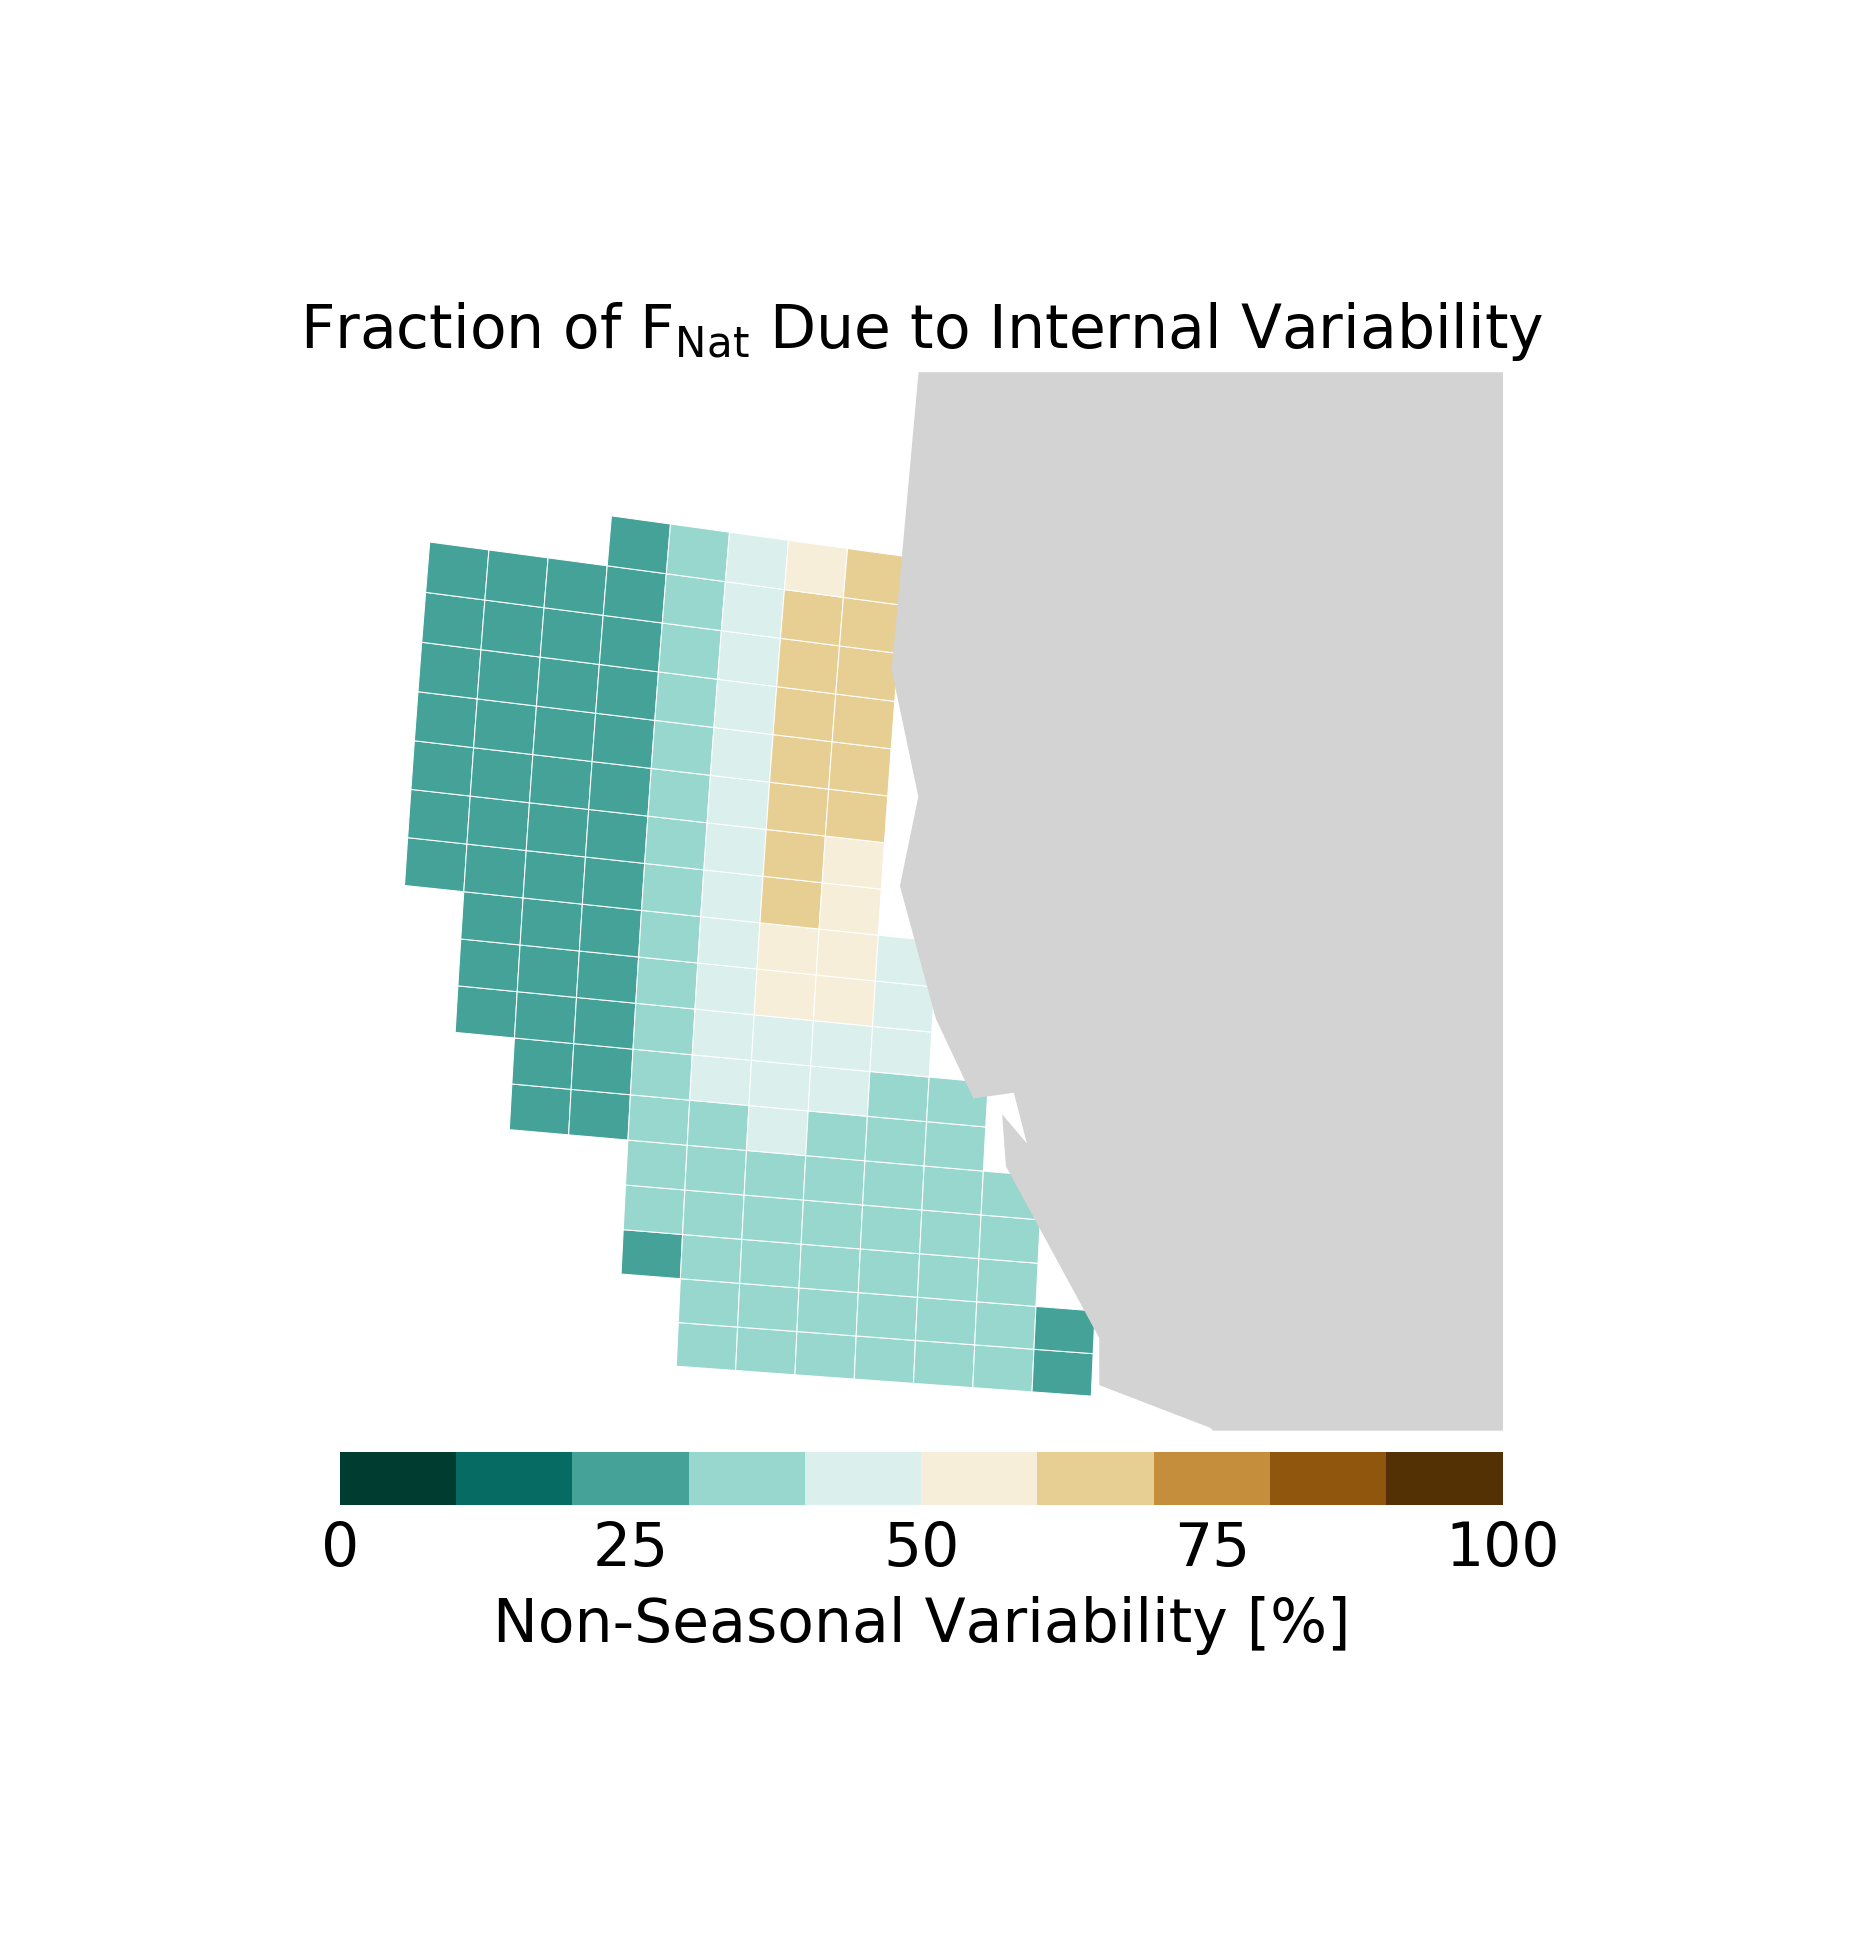 Fraction of F_Nat Due to Internal Variability
0 25 50 75 100
Non-Seasonal Variability [%]